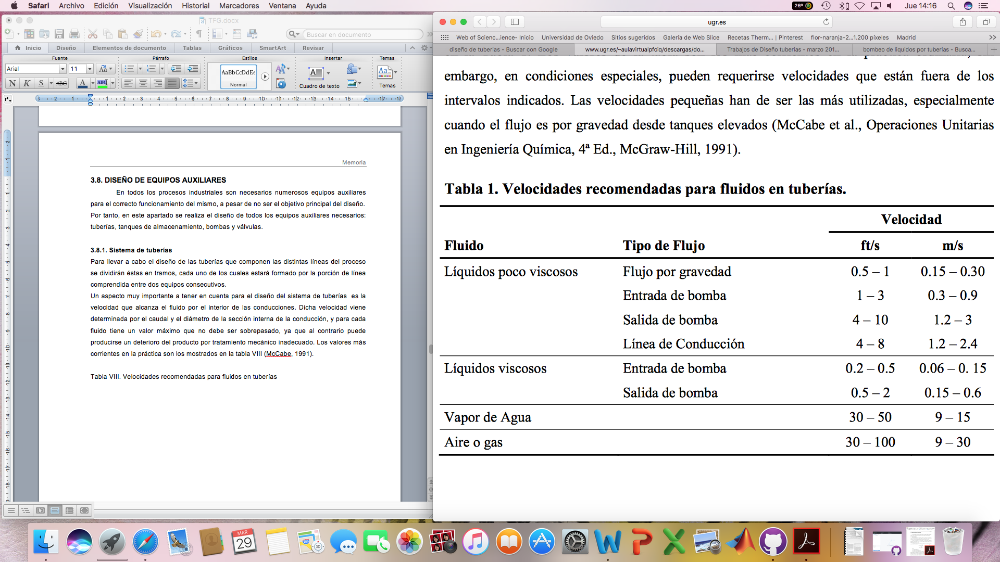 Safari Archivo Edición Visualización Historial Marcadores Ventana Ayuda
26º
Jue 14:16
TFG.docx
Buscar en documento
Inicio Diseño Elementos de documento Tablas Gráficos SmartArt Revisar
Fuente Párrafo Estilos Insertar Temas
Arial 11
AaBbCcDdEe
Normal
Cuadro de texto
Temas
N K S ABC A ABC
Memoria
3.8. DISEÑO DE EQUIPOS AUXILIARES
En todos los procesos industriales son necesarios numerosos equipos auxiliares
para el correcto funcionamiento del mismo, a pesar de no ser el objetivo principal del diseño.
Por tanto, en este apartado se realiza el diseño de todos los equipos auxiliares necesarios:
tuberías, tanques de almacenamiento, bombas y válvulas.
3.8.1. Sistema de tuberías
Para llevar a cabo el diseño de las tuberías que componen las distintas líneas del proceso
se dividirán éstas en tramos, cada uno de los cuales estará formado por la porción de línea
comprendida entre dos equipos consecutivos.
Un aspecto muy importante a tener en cuenta para el diseño del sistema de tuberías es la
velocidad que alcanza el fluido por el interior de las conducciones. Dicha velocidad viene
determinada por el caudal y el diámetro de la sección interna de la conducción, y para cada
fluido tiene un valor máximo que no debe ser sobrepasado, ya que al contrario puede
producirse un deterioro del producto por tratamiento mecánico inadecuado. Los valores más
corrientes en la práctica son los mostrados en la tabla VIII (McCabe, 1991).
Tabla VIII. Velocidades recomendadas para fluidos en tuberías
ugr.es
Web of Scienc...ience- Inicio Universidad de Oviedo Sitios sugeridos Galería de Web Slice Recetas Therm... | Pinterest flor-naranja-2...1.200 píxeles Madrid
diseño de tuberias - Buscar con Google www.ugr.es/~aulavirtualpfciq/descargas/do... Trabajos de Diseño tuberias - marzo 201... bombeo de liquidos por tuberias - Busca...
embargo, en condiciones especiales, pueden requerirse velocidades que están fuera de los
intervalos indicados. Las velocidades pequeñas han de ser las más utilizadas, especialmente
cuando el flujo es por gravedad desde tanques elevados (McCabe et al., Operaciones Unitarias
en Ingeniería Química, 4ª Ed., McGraw-Hill, 1991).
Tabla 1. Velocidades recomendadas para fluidos en tuberías.
Velocidad
Fluido Tipo de Flujo ft/s m/s
Líquidos poco viscosos Flujo por gravedad 0.5 – 1 0.15 – 0.30
Entrada de bomba 1 – 3 0.3 – 0.9
Salida de bomba 4 – 10 1.2 – 3
Línea de Conducción 4 – 8 1.2 – 2.4
Líquidos viscosos Entrada de bomba 0.2 – 0.5 0.06 – 0. 15
Salida de bomba 0.5 – 2 0.15 – 0.6
Vapor de Agua 30 – 50 9 – 15
Aire o gas 30 – 100 9 – 30
MAR
29